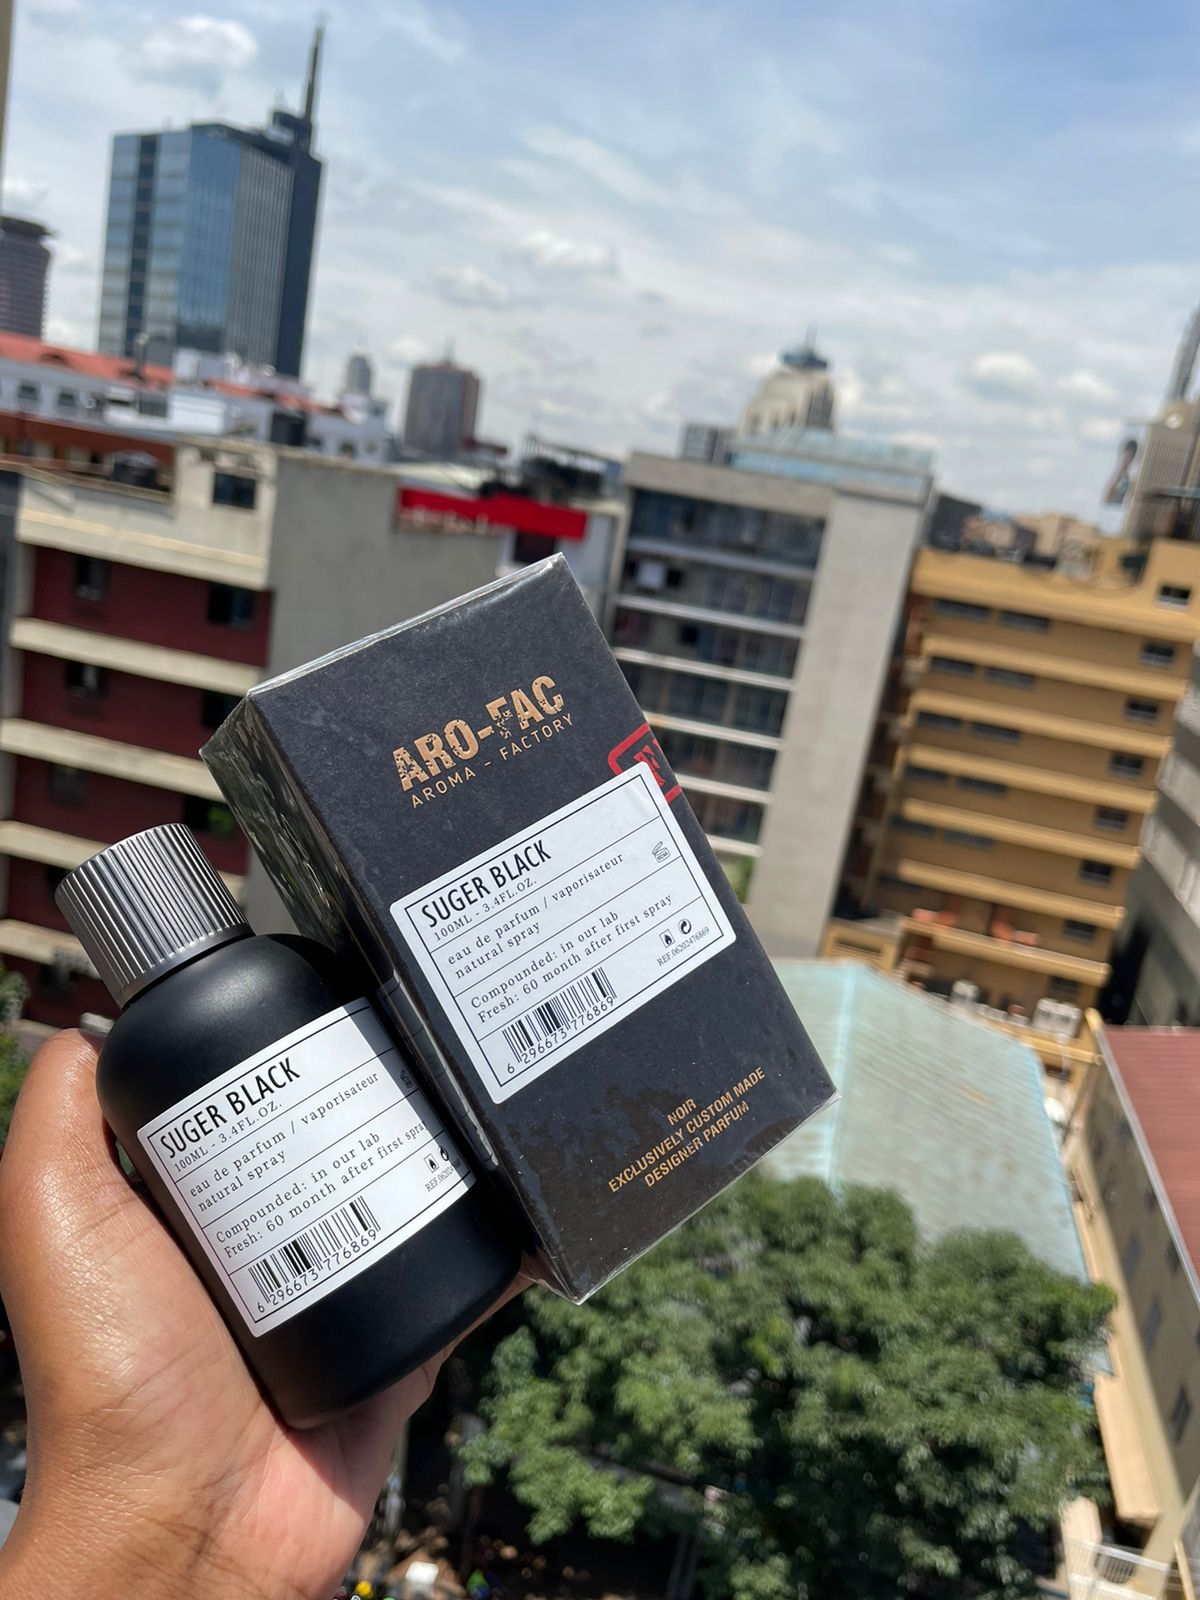 ARO-FAC
AROMA - FACTORY
F
SUGER BLACK
100ML - 3.4FL.OZ.
eau de parfum / vaporisateur
natural spray
Compounded: in our lab
Fresh: 60 month after first spray
6 296673 776869
REF.06202476869
NOIR
EXCLUSIVELY CUSTOM MADE
DESIGNER PARFUM
SUGER BLACK
100ML - 3.4FL.OZ.
eau de parfum / vaporisateur
natural spray
Compounded: in our lab
Fresh: 60 month after first spra
6 296673 776869